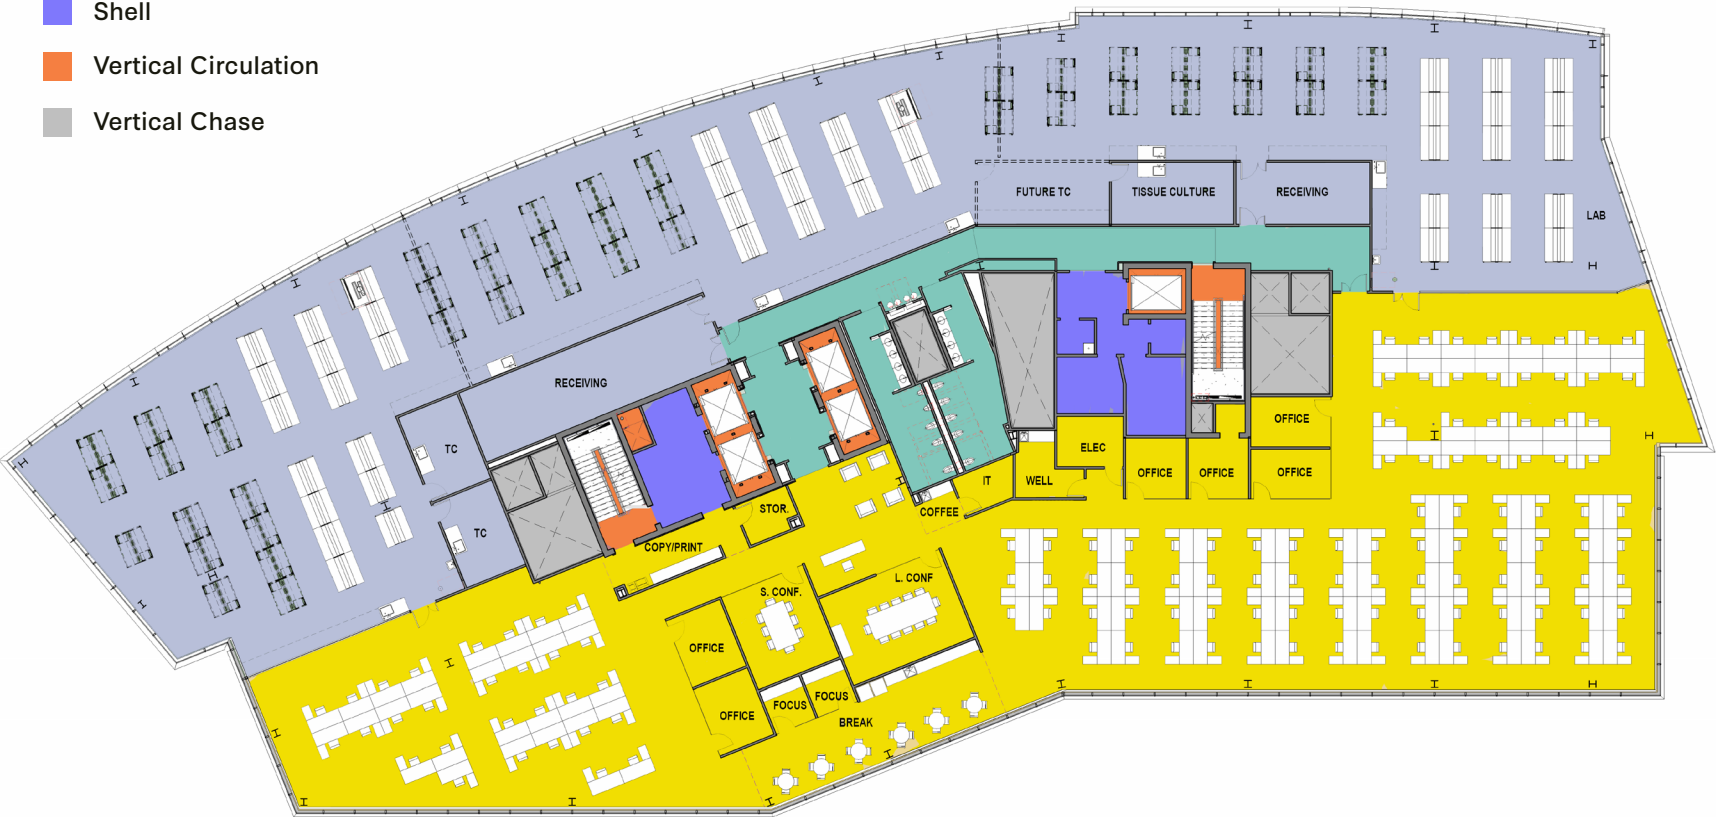 Shell
Vertical Circulation
Vertical Chase
FUTURE TC
TISSUE CULTURE
RECEIVING
LAB
RECEIVING
TC
TC
OFFICE
ELEC
OFFICE
OFFICE
OFFICE
IT
WELL
STOR.
COFFEE
COPY/PRINT
S. CONF.
L. CONF
OFFICE
OFFICE
FOCUS
FOCUS
BREAK